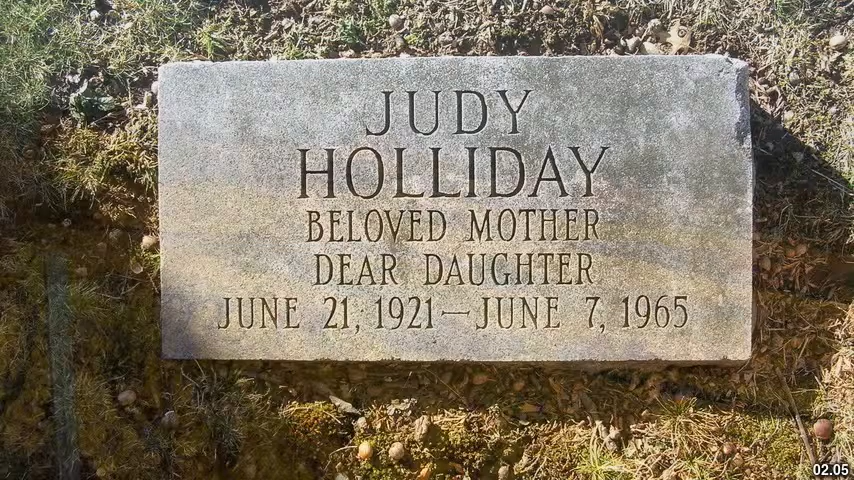 JUDY
HOLLIDAY
BELOVED MOTHER
DEAR DAUGHTER
JUNE 21, 1921—JUNE 7, 1965
02.05